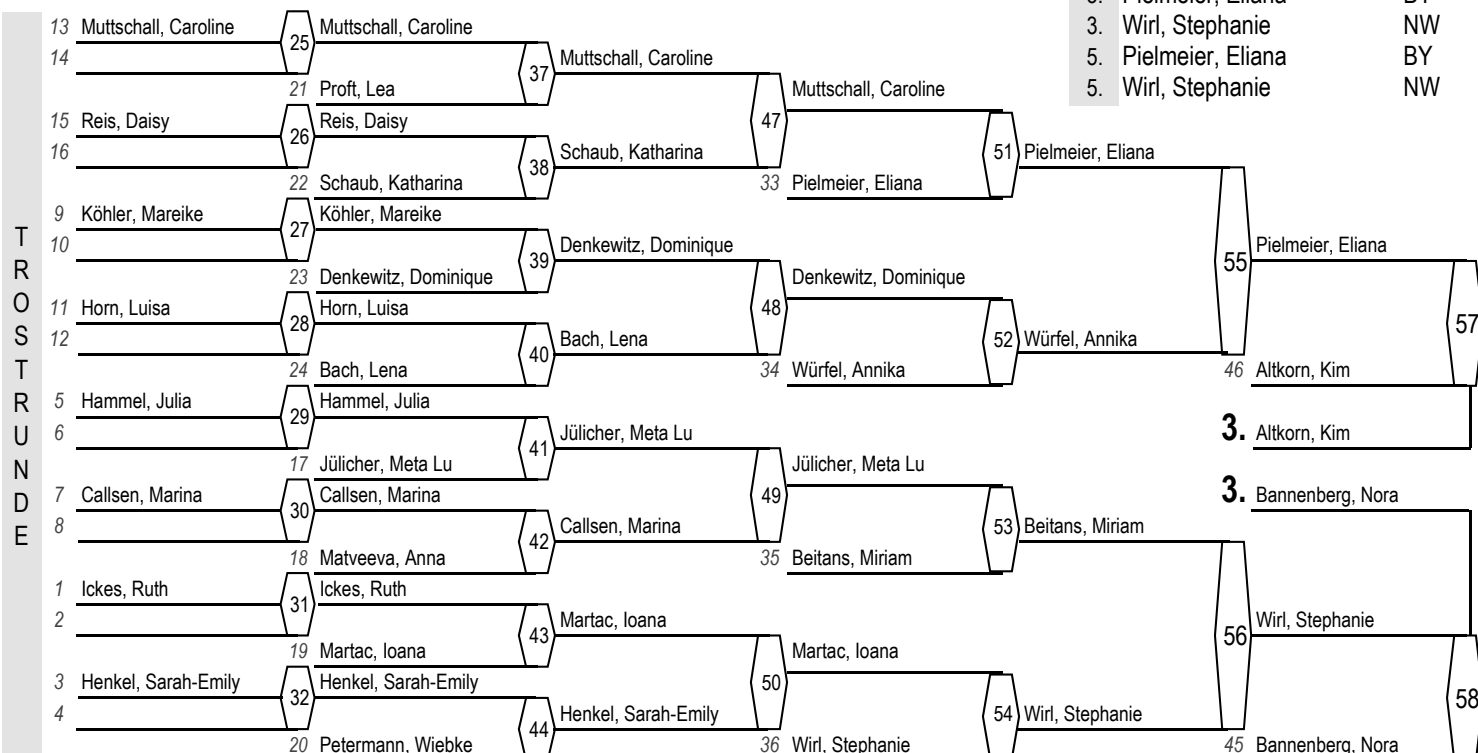 3. Pielmeier, Eliana BY
3. Wirl, Stephanie NW
5. Pielmeier, Eliana BY
5. Wirl, Stephanie NW
TROSTRUNDE
13 Muttschall, Caroline 25 Muttschall, Caroline
14 37 Muttschall, Caroline
21 Proft, Lea Muttschall, Caroline
15 Reis, Daisy 26 Reis, Daisy 47
16 38 Schaub, Katharina 51 Pielmeier, Eliana
22 Schaub, Katharina 33 Pielmeier, Eliana
9 Köhler, Mareike 27 Köhler, Mareike
10 39 Denkewitz, Dominique 55 Pielmeier, Eliana
23 Denkewitz, Dominique Denkewitz, Dominique
11 Horn, Luisa 28 Horn, Luisa 48 57
12 40 Bach, Lena 52 Würfel, Annika
24 Bach, Lena 34 Würfel, Annika 46 Altkorn, Kim
5 Hammel, Julia 29 Hammel, Julia
6 41 Jülicher, Meta Lu 3. Altkorn, Kim
17 Jülicher, Meta Lu Jülicher, Meta Lu
7 Callsen, Marina 30 Callsen, Marina 49 3. Bannenberg, Nora
8 42 Callsen, Marina 53 Beitans, Miriam
18 Matveeva, Anna 35 Beitans, Miriam
1 Ickes, Ruth 31 Ickes, Ruth
2 43 Martac, Ioana 56 Wirl, Stephanie
19 Martac, Ioana Martac, Ioana
3 Henkel, Sarah-Emily 32 Henkel, Sarah-Emily 50 58
4 44 Henkel, Sarah-Emily 54 Wirl, Stephanie
20 Petermann, Wiebke 36 Wirl, Stephanie 45 Bannenberg, Nora